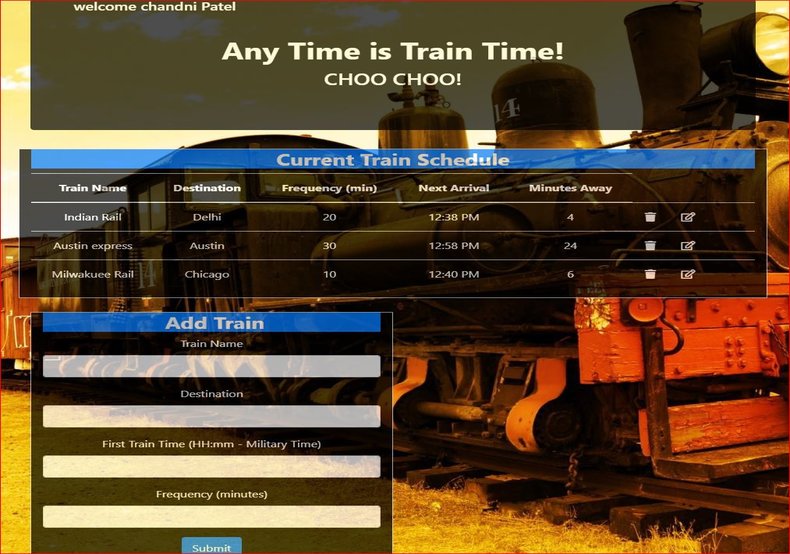 welcome chandni Patel
Any Time is Train Time!
CHOO CHOO!
Current Train Schedule
Train Name Destination Frequency (min) Next Arrival Minutes Away
Indian Rail Delhi 20 12:38 PM 4
Austin express Austin 30 12:58 PM 24
Milwakuee Rail Chicago 10 12:40 PM 6
Add Train
Train Name
Destination
First Train Time (HH:mm - Military Time)
Frequency (minutes)
Submit
14
14